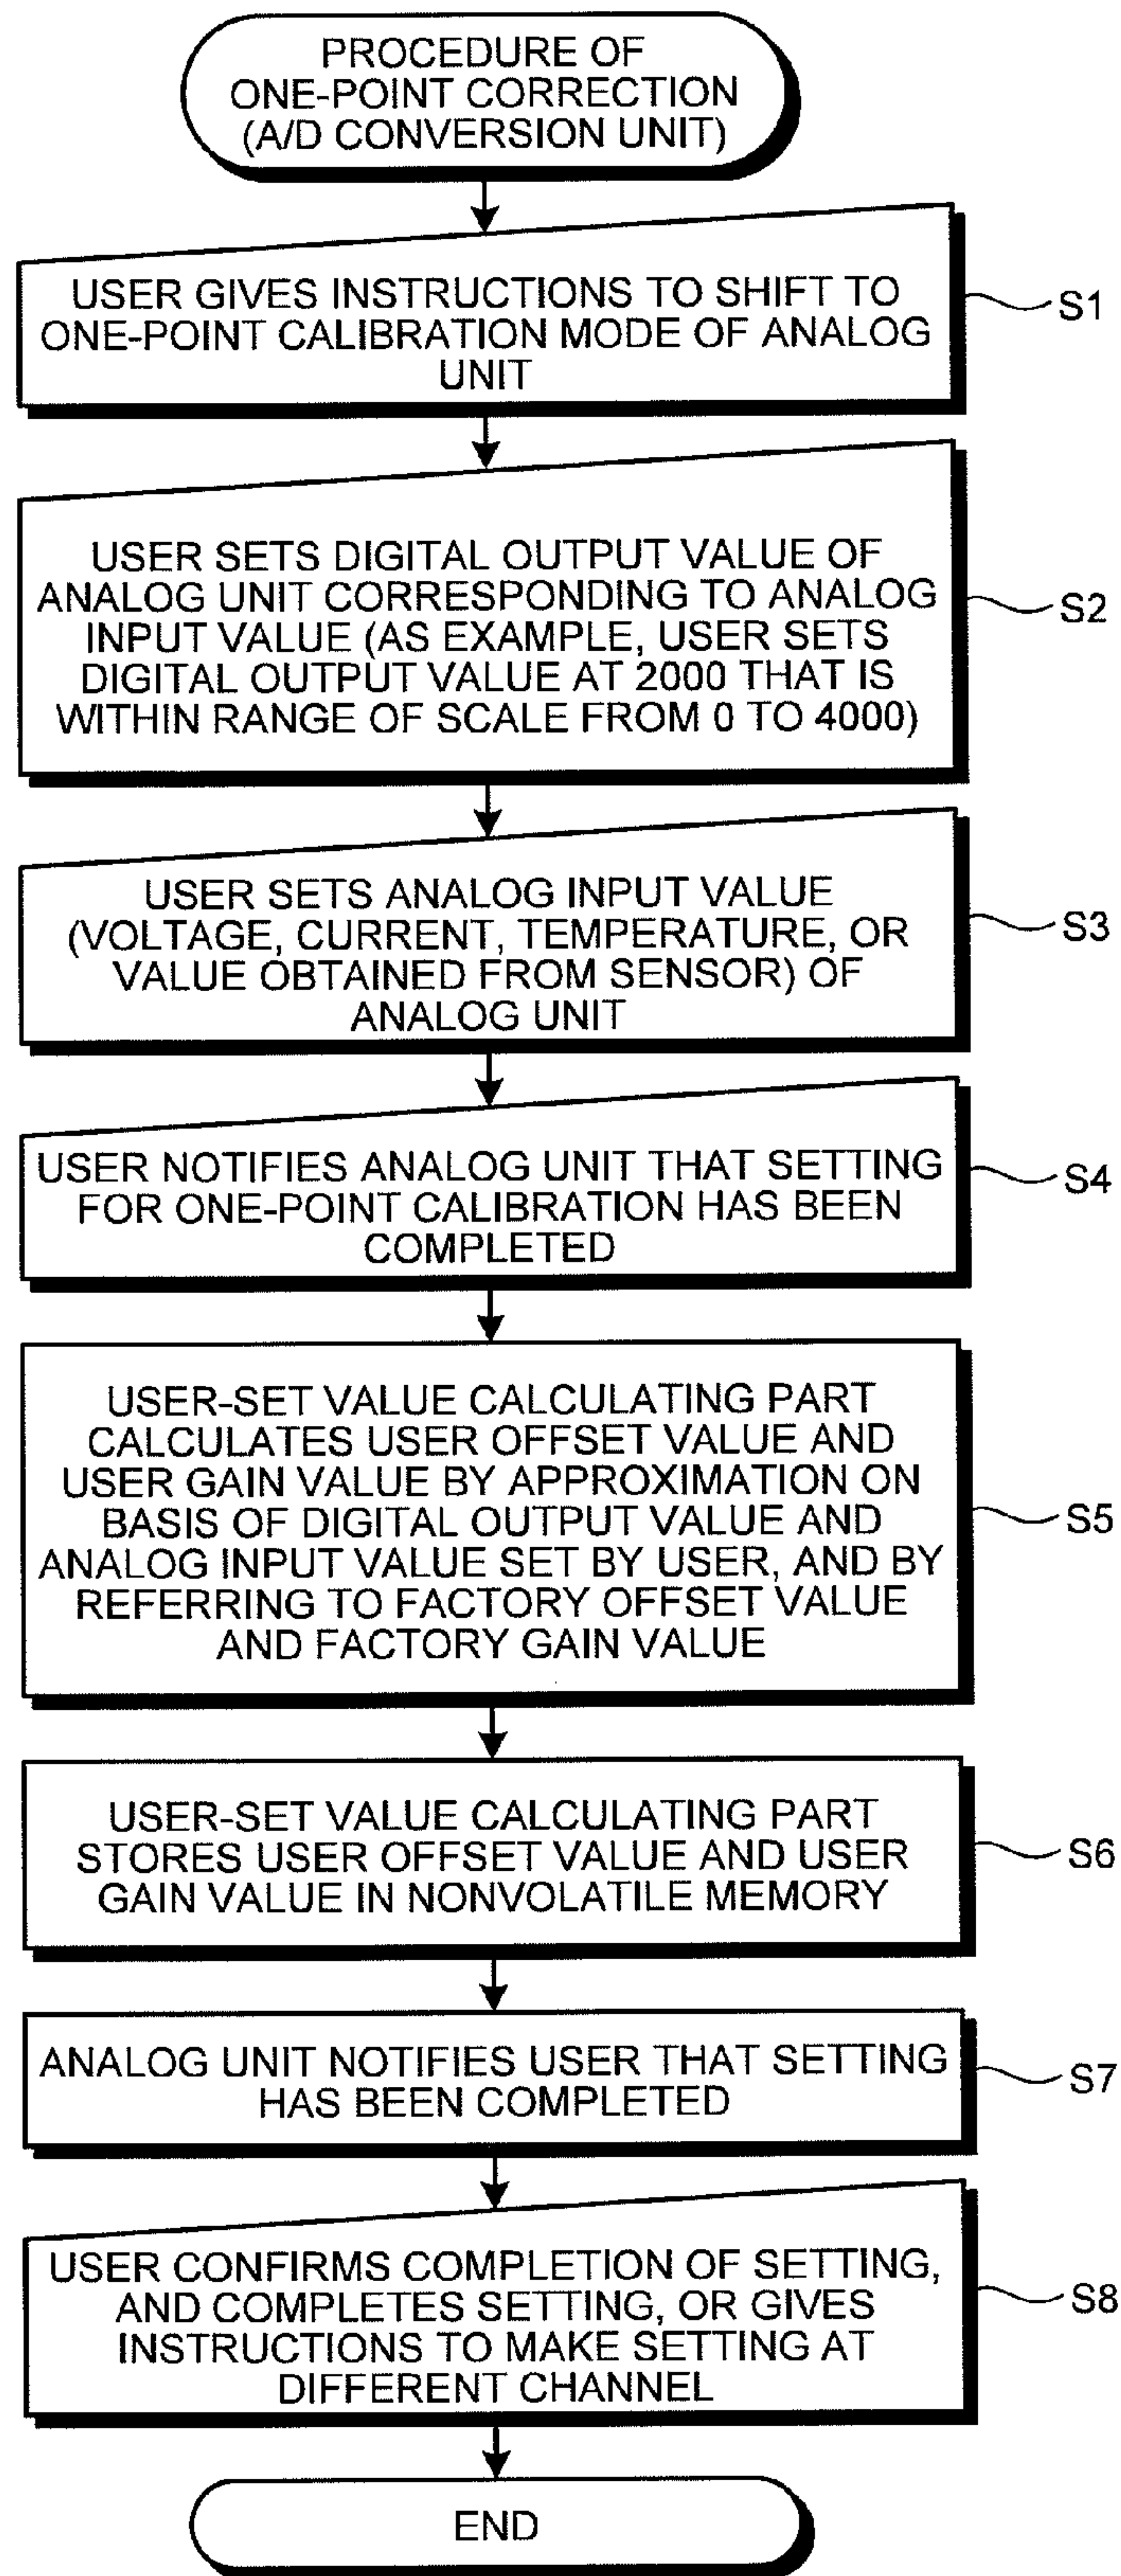 PROCEDURE OF
ONE-POINT CORRECTION
(A/D CONVERSION UNIT)
USER GIVES INSTRUCTIONS TO SHIFT TO
ONE-POINT CALIBRATION MODE OF ANALOG
UNIT
S1
USER SETS DIGITAL OUTPUT VALUE OF
ANALOG UNIT CORRESPONDING TO ANALOG
INPUT VALUE (AS EXAMPLE, USER SETS
DIGITAL OUTPUT VALUE AT 2000 THAT IS
WITHIN RANGE OF SCALE FROM 0 TO 4000)
S2
USER SETS ANALOG INPUT VALUE
(VOLTAGE, CURRENT, TEMPERATURE, OR
VALUE OBTAINED FROM SENSOR) OF
ANALOG UNIT
S3
USER NOTIFIES ANALOG UNIT THAT SETTING
FOR ONE-POINT CALIBRATION HAS BEEN
COMPLETED
S4
USER-SET VALUE CALCULATING PART
CALCULATES USER OFFSET VALUE AND
USER GAIN VALUE BY APPROXIMATION ON
BASIS OF DIGITAL OUTPUT VALUE AND
ANALOG INPUT VALUE SET BY USER, AND BY
REFERRING TO FACTORY OFFSET VALUE
AND FACTORY GAIN VALUE
S5
USER-SET VALUE CALCULATING PART
STORES USER OFFSET VALUE AND USER
GAIN VALUE IN NONVOLATILE MEMORY
S6
ANALOG UNIT NOTIFIES USER THAT SETTING
HAS BEEN COMPLETED
S7
USER CONFIRMS COMPLETION OF SETTING,
AND COMPLETES SETTING, OR GIVES
INSTRUCTIONS TO MAKE SETTING AT
DIFFERENT CHANNEL
S8
END